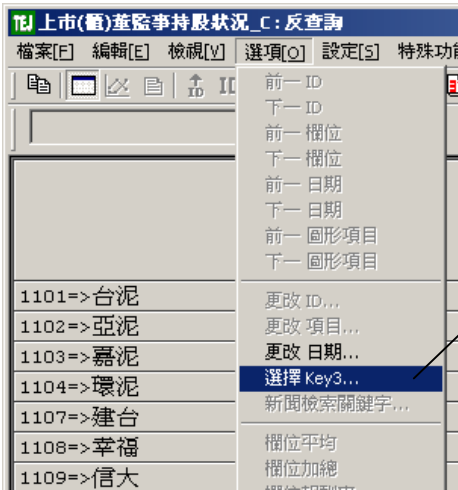 TEJ 上市(櫃)董監事持股狀況_C:反查詢
檔案[F] 編輯[E] 檢視[V] 選項[O] 設定[S] 特殊功
ID
前一 ID
下一 ID
前一 欄位
下一 欄位
前一 日期
下一 日期
前一 圖形項目
下一 圖形項目
更改 ID...
更改 項目...
更改 日期...
選擇 Key3...
新聞檢索關鍵字...
欄位平均
欄位加總
1101=>台泥
1102=>亞泥
1103=>嘉泥
1104=>環泥
1107=>建台
1108=>幸福
1109=>信大